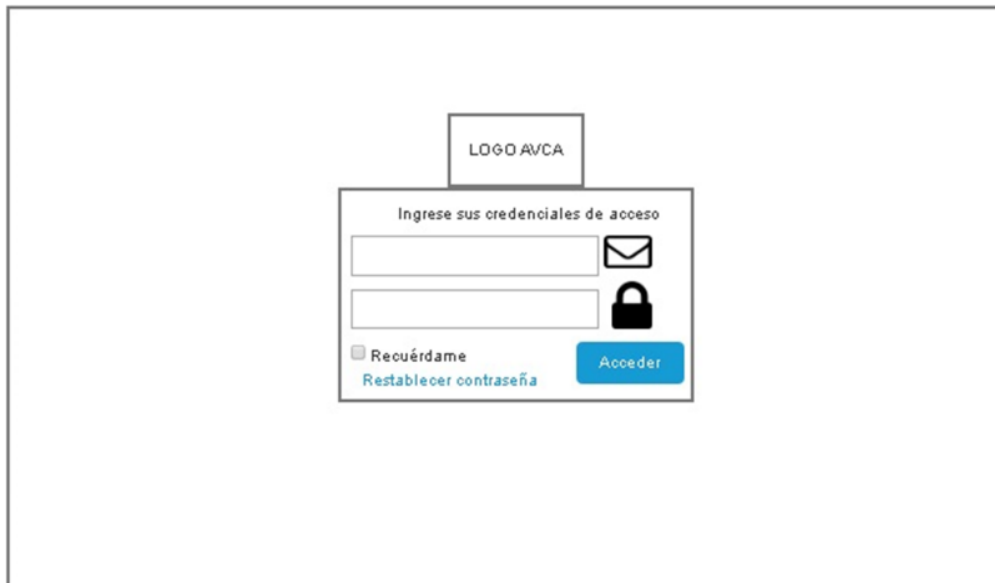 LOGO AVCA
Ingrese sus credenciales de acceso
Recuérdame
Acceder
Restablecer contraseña